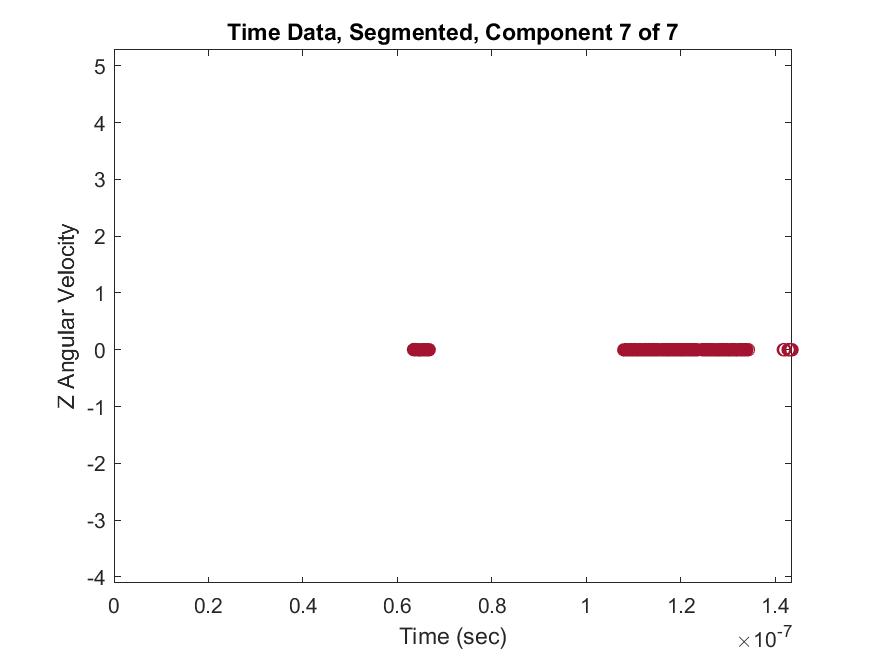 Time Data, Segmented, Component 7 of 7
5
4
3
2
1
0
-1
-2
-3
-4
Z Angular Velocity
0 0.2 0.4 0.6 0.8 1 1.2 1.4
Time (sec)
×10-7